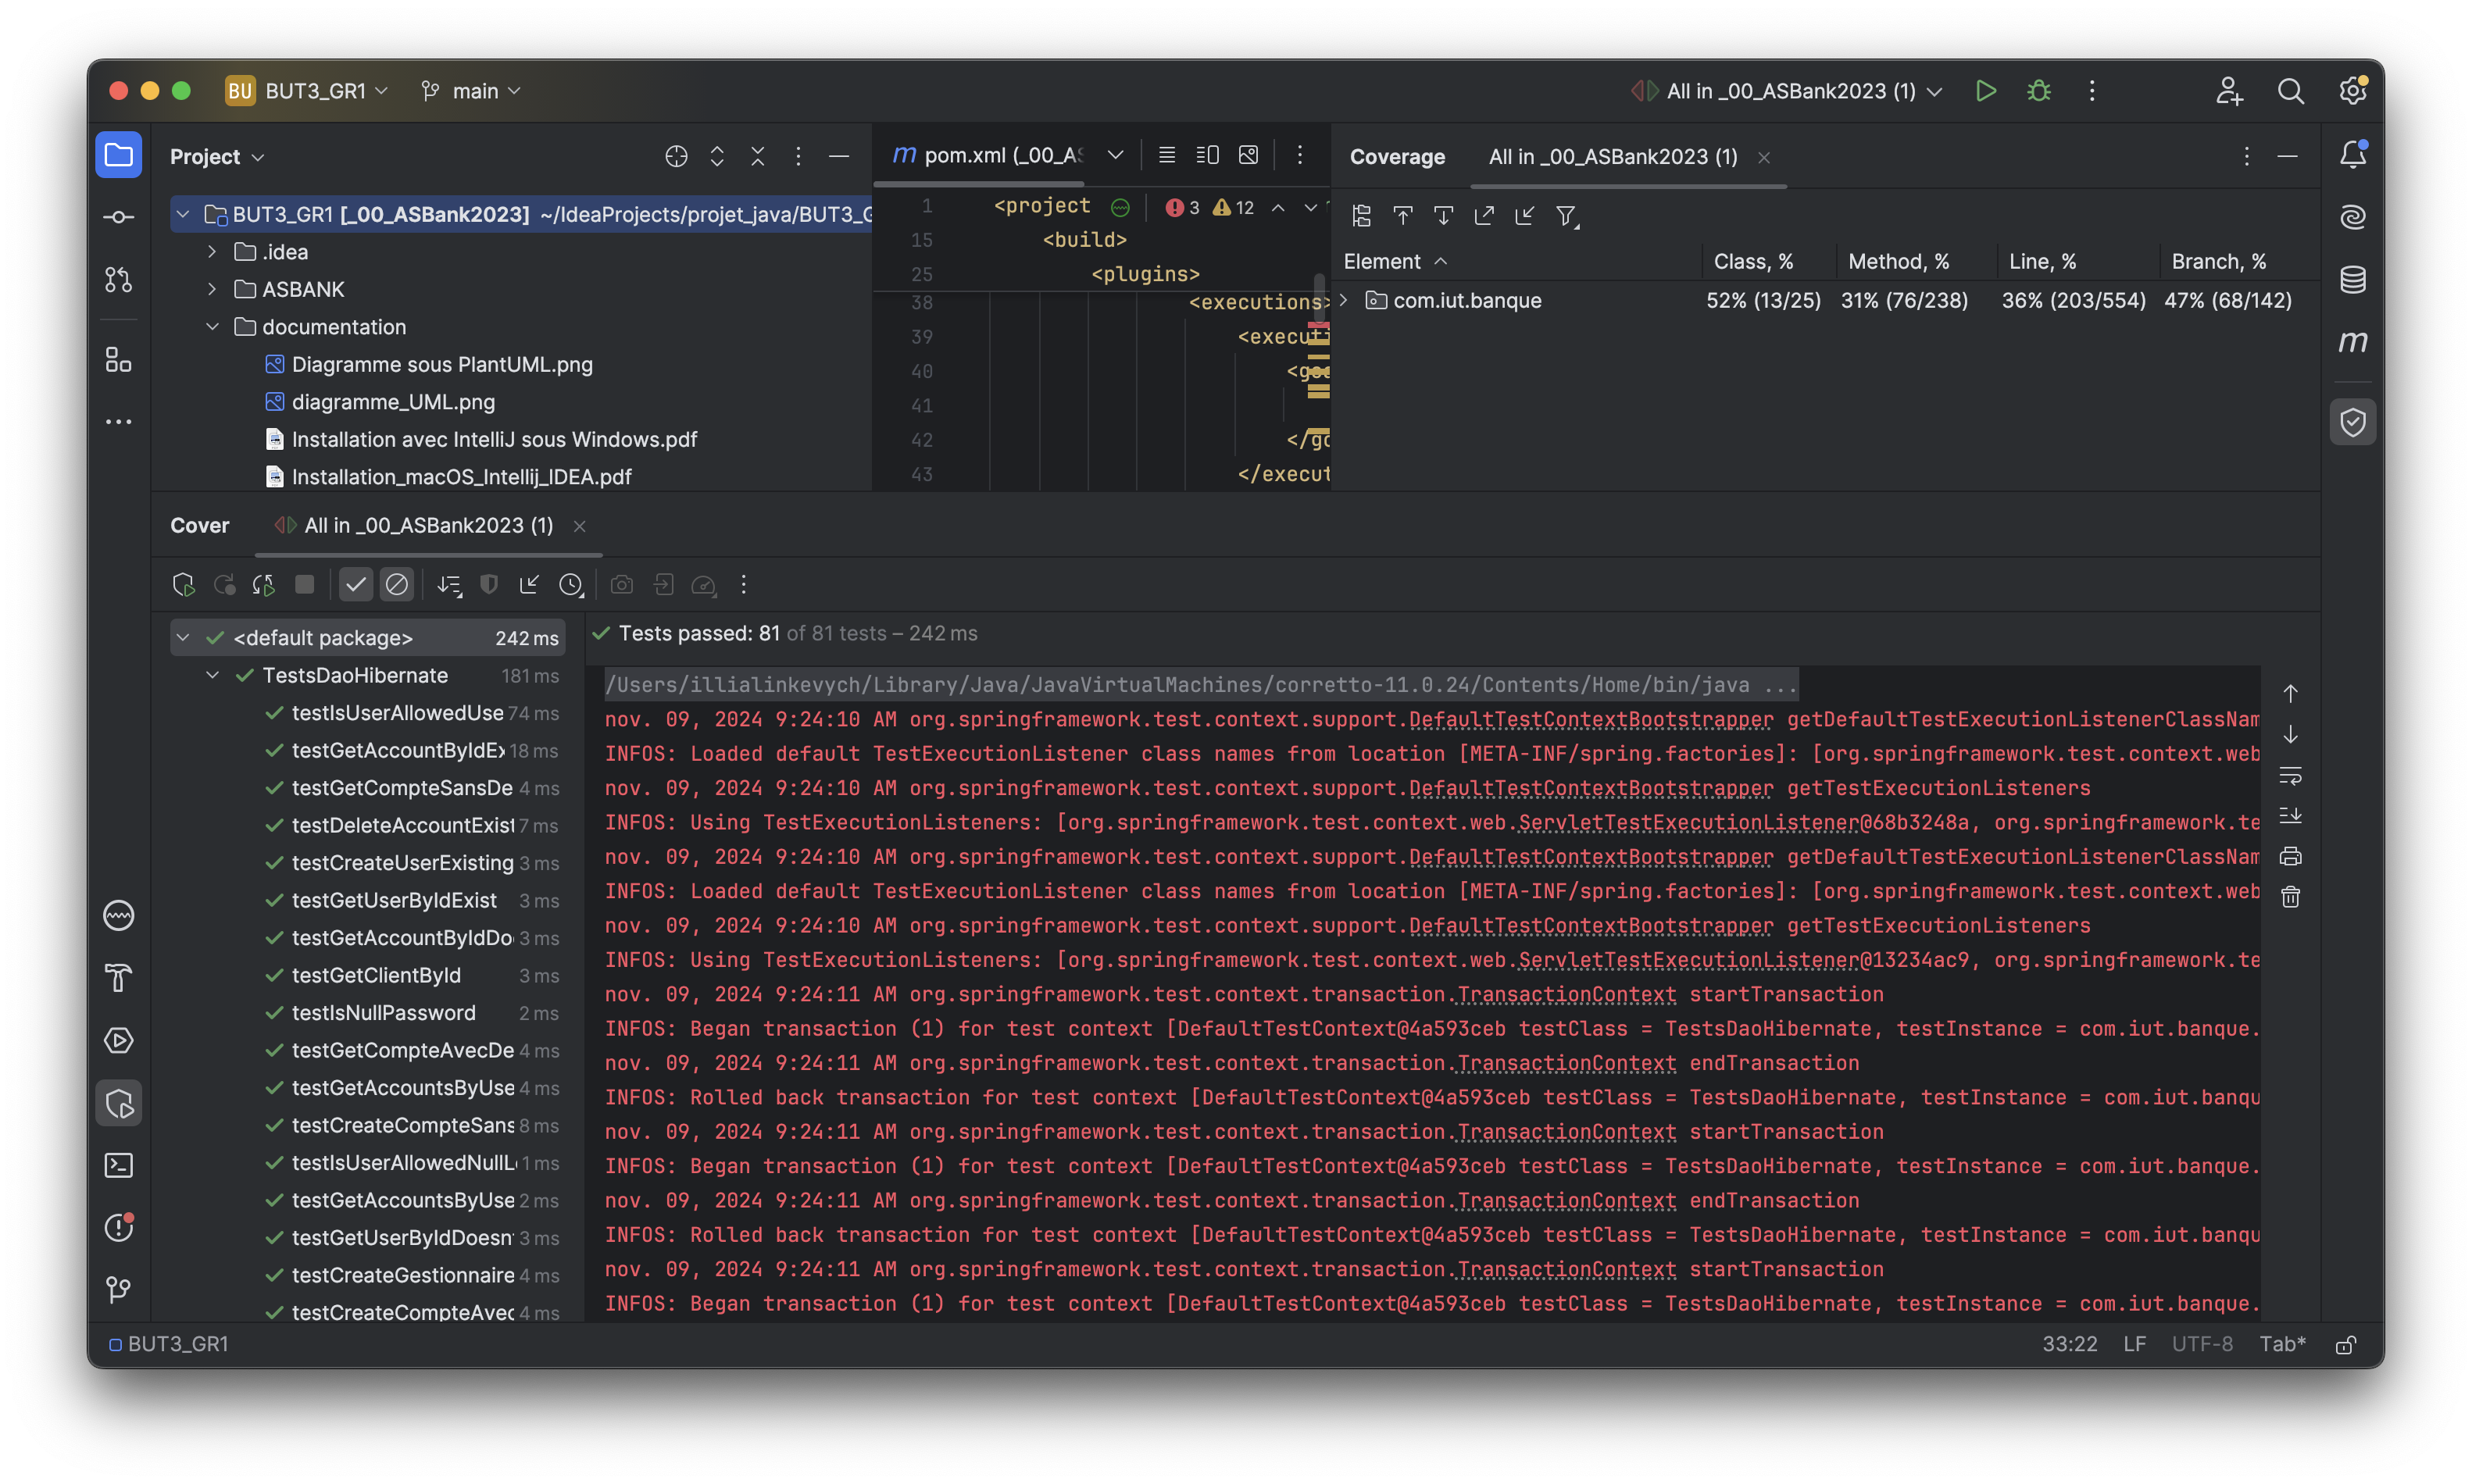 BU BUT3_GR1 main All in _00_ASBank2023 (1)
Project
BUT3_GR1 [_00_ASBank2023] ~/IdeaProjects/projet_java/BUT3_G
.idea
ASBANK
documentation
Diagramme sous PlantUML.png
diagramme_UML.png
Installation avec IntelliJ sous Windows.pdf
Installation_macOS_Intellij_IDEA.pdf
m pom.xml (_00_AS
1 <project 3 12
15 <build>
25 <plugins>
38 <executions>
39 <executi
40 <goa
41
42 </go
43 </execut
Coverage All in _00_ASBank2023 (1)
Element Class, % Method, % Line, % Branch, %
com.iut.banque 52% (13/25) 31% (76/238) 36% (203/554) 47% (68/142)
m
Cover All in _00_ASBank2023 (1)
<default package> 242 ms
TestsDaoHibernate 181 ms
testIsUserAllowedUse 74 ms
testGetAccountByIdEx 18 ms
testGetCompteSansDe 4 ms
testDeleteAccountExist 7 ms
testCreateUserExisting 3 ms
testGetUserByIdExist 3 ms
testGetAccountByIdDo 3 ms
testGetClientById 3 ms
testIsNullPassword 2 ms
testGetCompteAvecDe 4 ms
testGetAccountsByUse 4 ms
testCreateCompteSans 8 ms
testIsUserAllowedNullL 1 ms
testGetAccountsByUse 2 ms
testGetUserByIdDoesn 3 ms
testCreateGestionnaire 4 ms
testCreateCompteAvec 4 ms
Tests passed: 81 of 81 tests – 242 ms
/Users/illialinkevych/Library/Java/JavaVirtualMachines/corretto-11.0.24/Contents/Home/bin/java ...
nov. 09, 2024 9:24:10 AM org.springframework.test.context.support.DefaultTestContextBootstrapper getDefaultTestExecutionListenerClassNam
INFOS: Loaded default TestExecutionListener class names from location [META-INF/spring.factories]: [org.springframework.test.context.web
nov. 09, 2024 9:24:10 AM org.springframework.test.context.support.DefaultTestContextBootstrapper getTestExecutionListeners
INFOS: Using TestExecutionListeners: [org.springframework.test.context.web.ServletTestExecutionListener@68b3248a, org.springframework.te
nov. 09, 2024 9:24:10 AM org.springframework.test.context.support.DefaultTestContextBootstrapper getDefaultTestExecutionListenerClassNam
INFOS: Loaded default TestExecutionListener class names from location [META-INF/spring.factories]: [org.springframework.test.context.web
nov. 09, 2024 9:24:10 AM org.springframework.test.context.support.DefaultTestContextBootstrapper getTestExecutionListeners
INFOS: Using TestExecutionListeners: [org.springframework.test.context.web.ServletTestExecutionListener@13234ac9, org.springframework.te
nov. 09, 2024 9:24:11 AM org.springframework.test.context.transaction.TransactionContext startTransaction
INFOS: Began transaction (1) for test context [DefaultTestContext@4a593ceb testClass = TestsDaoHibernate, testInstance = com.iut.banque.
nov. 09, 2024 9:24:11 AM org.springframework.test.context.transaction.TransactionContext endTransaction
INFOS: Rolled back transaction for test context [DefaultTestContext@4a593ceb testClass = TestsDaoHibernate, testInstance = com.iut.banqu
nov. 09, 2024 9:24:11 AM org.springframework.test.context.transaction.TransactionContext startTransaction
INFOS: Began transaction (1) for test context [DefaultTestContext@4a593ceb testClass = TestsDaoHibernate, testInstance = com.iut.banque.
nov. 09, 2024 9:24:11 AM org.springframework.test.context.transaction.TransactionContext endTransaction
INFOS: Rolled back transaction for test context [DefaultTestContext@4a593ceb testClass = TestsDaoHibernate, testInstance = com.iut.banqu
nov. 09, 2024 9:24:11 AM org.springframework.test.context.transaction.TransactionContext startTransaction
INFOS: Began transaction (1) for test context [DefaultTestContext@4a593ceb testClass = TestsDaoHibernate, testInstance = com.iut.banque.
BUT3_GR1 33:22 LF UTF-8 Tab*